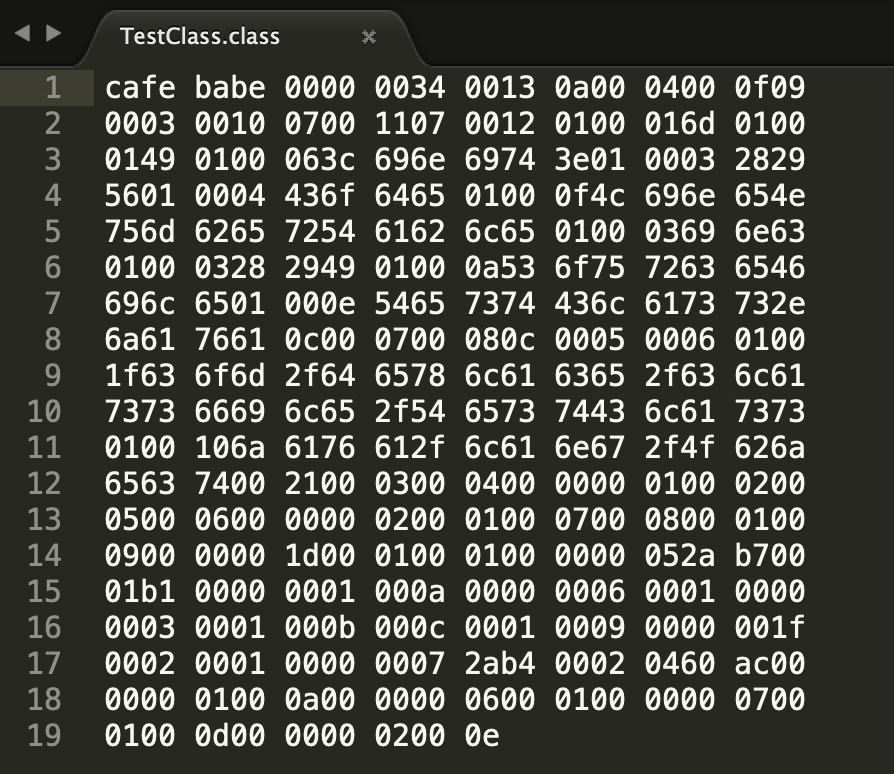 TestClass.class
1 cafe babe 0000 0034 0013 0a00 0400 0f09
2 0003 0010 0700 1107 0012 0100 016d 0100
3 0149 0100 063c 696e 6974 3e01 0003 2829
4 5601 0004 436f 6465 0100 0f4c 696e 654e
5 756d 6265 7254 6162 6c65 0100 0369 6e63
6 0100 0328 2949 0100 0a53 6f75 7263 6546
7 696c 6501 000e 5465 7374 436c 6173 732e
8 6a61 7661 0c00 0700 080c 0005 0006 0100
9 1f63 6f6d 2f64 6578 6c61 6365 2f63 6c61
10 7373 6669 6c65 2f54 6573 7443 6c61 7373
11 0100 106a 6176 612f 6c61 6e67 2f4f 626a
12 6563 7400 2100 0300 0400 0000 0100 0200
13 0500 0600 0000 0200 0100 0700 0800 0100
14 0900 0000 1d00 0100 0100 0000 052a b700
15 01b1 0000 0001 000a 0000 0006 0001 0000
16 0003 0001 000b 000c 0001 0009 0000 001f
17 0002 0001 0000 0007 2ab4 0002 0460 ac00
18 0000 0100 0a00 0000 0600 0100 0000 0700
19 0100 0d00 0000 0200 0e